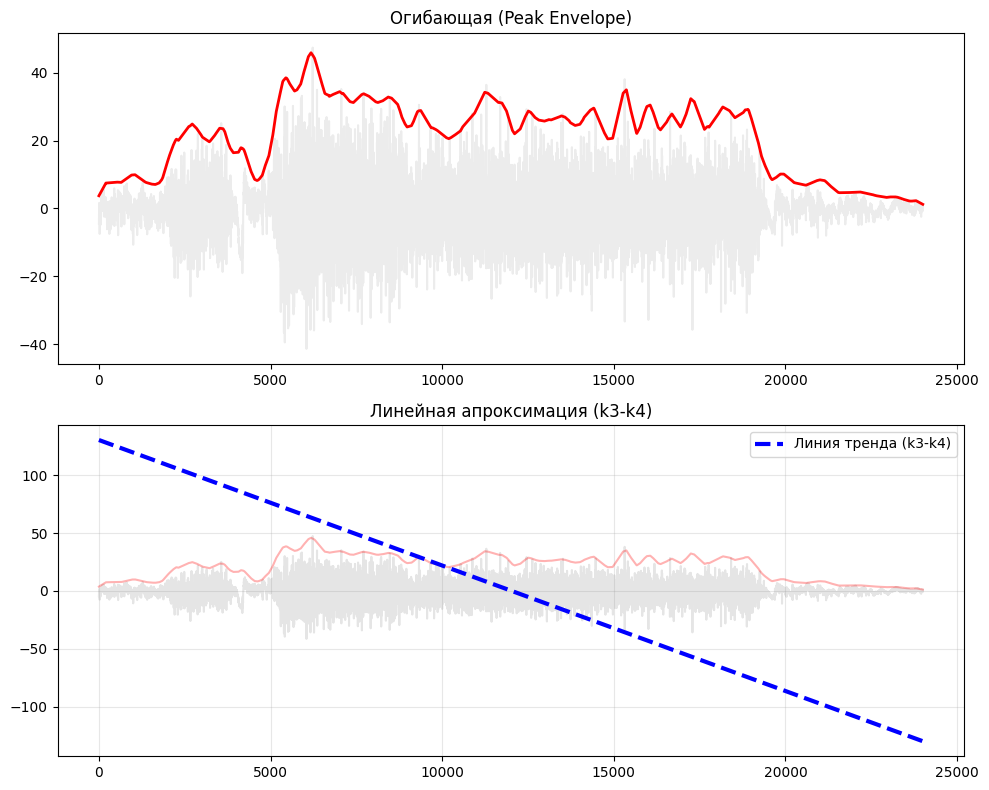 Огибающая (Peak Envelope)
40
20
0
−20
−40
0 5000 10000 15000 20000 25000
Линейная апроксимация (k3-k4)
Линия тренда (k3-k4)
100
50
0
−50
−100
0 5000 10000 15000 20000 25000